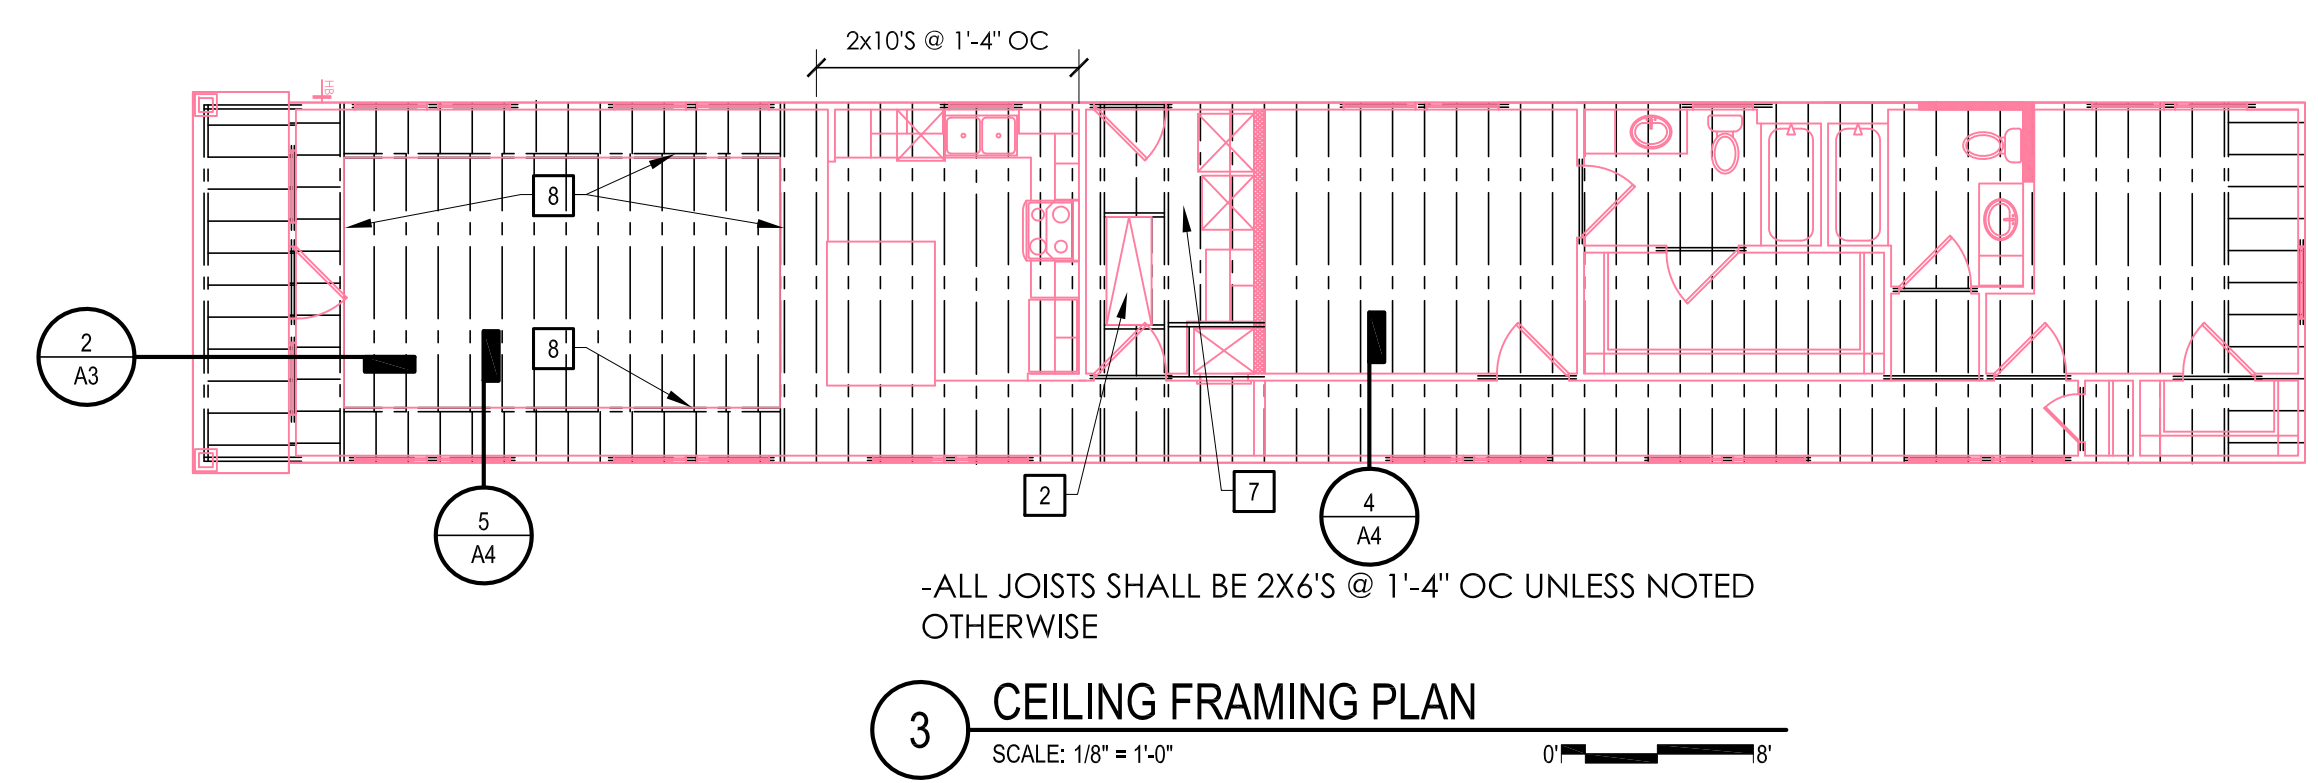 2x10'S @ 1'-4" OC
HB
8
8
2
A3
5
A4
2
7
4
A4
-ALL JOISTS SHALL BE 2X6'S @ 1'-4" OC UNLESS NOTED
OTHERWISE
3
CEILING FRAMING PLAN
SCALE: 1/8" = 1'-0"
0' 8'